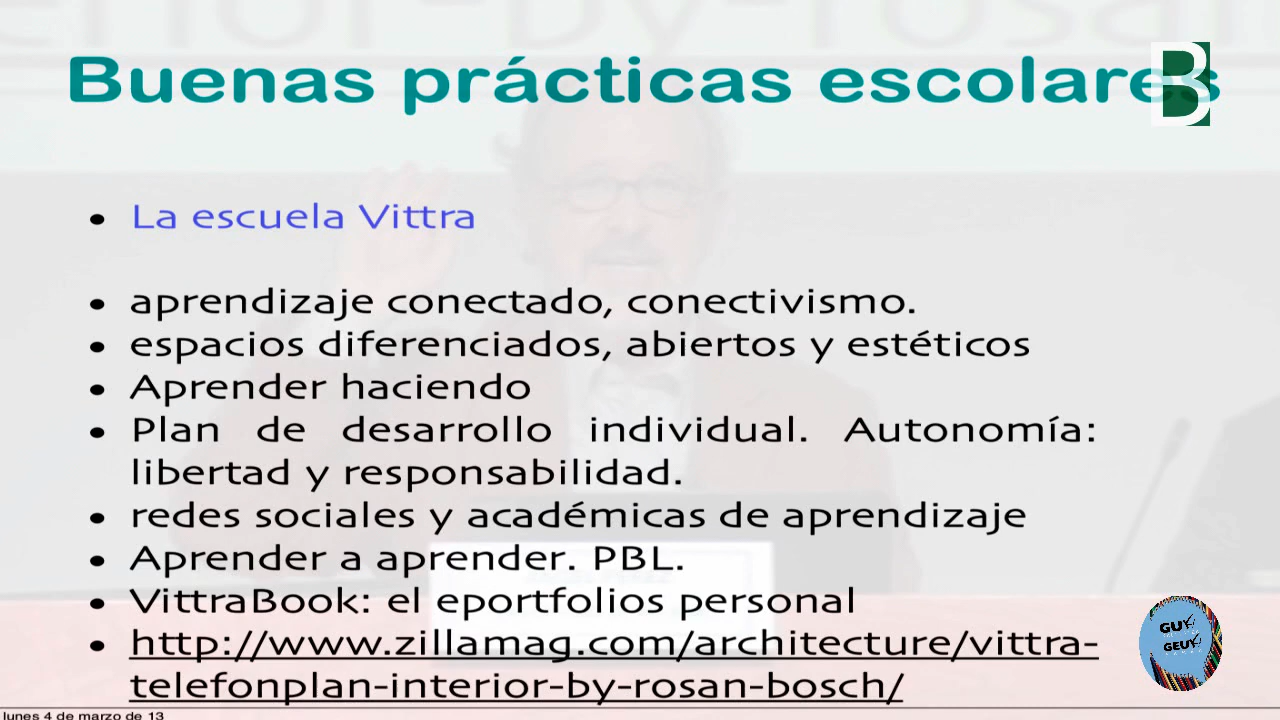 Buenas prácticas escolares
B
• La escuela Vittra
• aprendizaje conectado, conectivismo.
• espacios diferenciados, abiertos y estéticos
• Aprender haciendo
• Plan de desarrollo individual. Autonomía:
libertad y responsabilidad.
• redes sociales y académicas de aprendizaje
• Aprender a aprender. PBL.
• VittraBook: el eportfolios personal
• http://www.zillamag.com/architecture/vittra-
telefonplan-interior-by-rosan-bosch/
GUY
GEUY
lunes 4 de marzo de 13